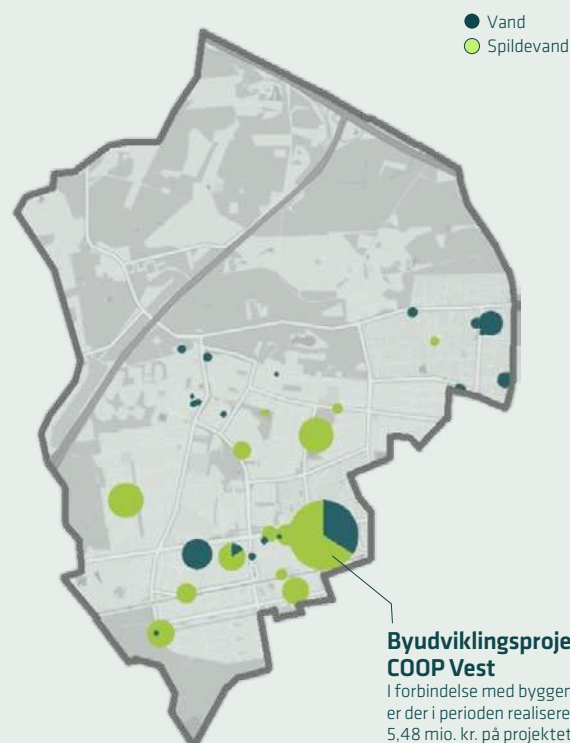 Vand
Spildevand
Byudviklingsproje
COOP Vest
I forbindelse med bygger
er der i perioden realisere
5,48 mio. kr. på projektet